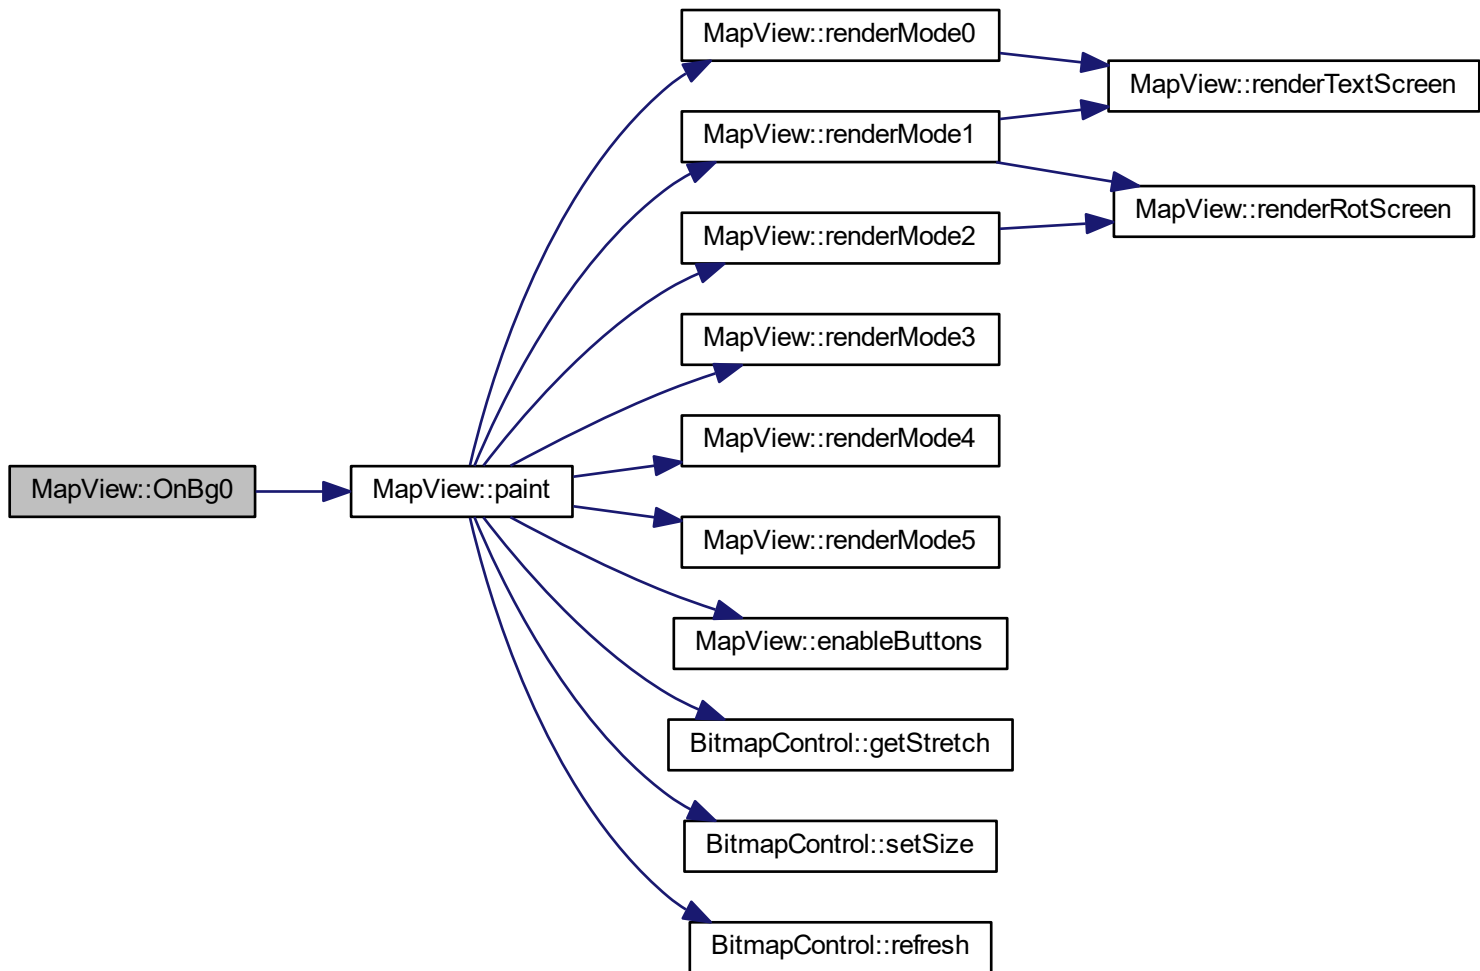 MapView::renderMode0
MapView::renderTextScreen
MapView::renderMode1
MapView::renderRotScreen
MapView::renderMode2
MapView::renderMode3
MapView::renderMode4
MapView::OnBg0
MapView::paint
MapView::renderMode5
MapView::enableButtons
BitmapControl::getStretch
BitmapControl::setSize
BitmapControl::refresh